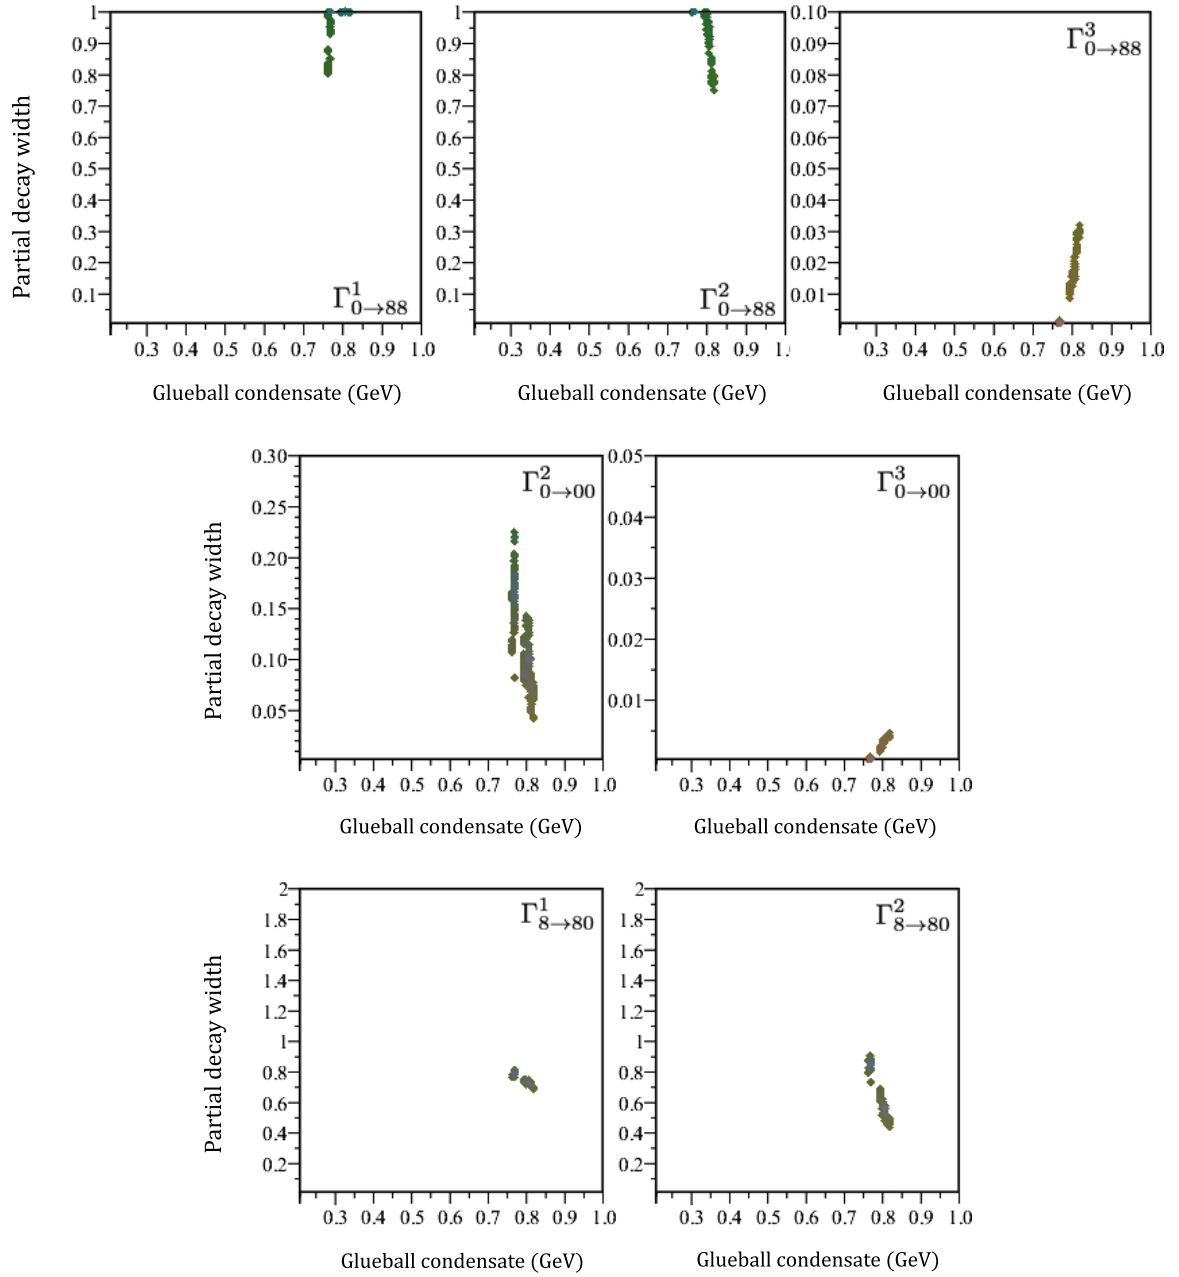 Partial decay width
1 0.9 0.8 0.7 0.6 0.5 0.4 0.3 0.2 0.1
Γ¹₀→₈₈
0.3 0.4 0.5 0.6 0.7 0.8 0.9 1.0
Glueball condensate (GeV)
1 0.9 0.8 0.7 0.6 0.5 0.4 0.3 0.2 0.1
Γ²₀→₈₈
0.3 0.4 0.5 0.6 0.7 0.8 0.9 1.
Glueball condensate (GeV)
0.10 0.09 0.08 0.07 0.06 0.05 0.04 0.03 0.02 0.01
Γ³₀→₈₈
0.3 0.4 0.5 0.6 0.7 0.8 0.9 1.0
Glueball condensate (GeV)
Partial decay width
0.30 0.25 0.20 0.15 0.10 0.05
Γ²₀→₀₀
0.3 0.4 0.5 0.6 0.7 0.8 0.9 1.0
Glueball condensate (GeV)
0.05 0.04 0.03 0.02 0.01
Γ³₀→₀₀
0.3 0.4 0.5 0.6 0.7 0.8 0.9 1.0
Glueball condensate (GeV)
Partial decay width
2 1.8 1.6 1.4 1.2 1 0.8 0.6 0.4 0.2
Γ¹₈→₈₀
0.3 0.4 0.5 0.6 0.7 0.8 0.9 1.0
Glueball condensate (GeV)
2 1.8 1.6 1.4 1.2 1 0.8 0.6 0.4 0.2
Γ²₈→₈₀
0.3 0.4 0.5 0.6 0.7 0.8 0.9 1.0
Glueball condensate (GeV)